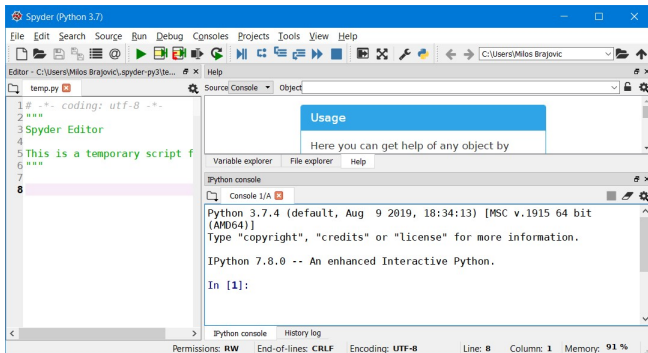 Spyder (Python 3.7)
File Edit Search Source Run Debug Consoles Projects Tools View Help
C:\Users\Milos Brajovic
Editor - C:\Users\Milos Brajovic\.spyder-py3\te...
temp.py
1 # -*- coding: utf-8 -*-
2 """
3 Spyder Editor
4
5 This is a temporary script f
6 """
7
8
Help
Source Console Object
Usage
Here you can get help of any object by
Variable explorer File explorer Help
IPython console
Console 1/A
Python 3.7.4 (default, Aug 9 2019, 18:34:13) [MSC v.1915 64 bit
(AMD64)]
Type "copyright", "credits" or "license" for more information.
IPython 7.8.0 -- An enhanced Interactive Python.
In [1]:
IPython console History log
Permissions: RW End-of-lines: CRLF Encoding: UTF-8 Line: 8 Column: 1 Memory: 91 %